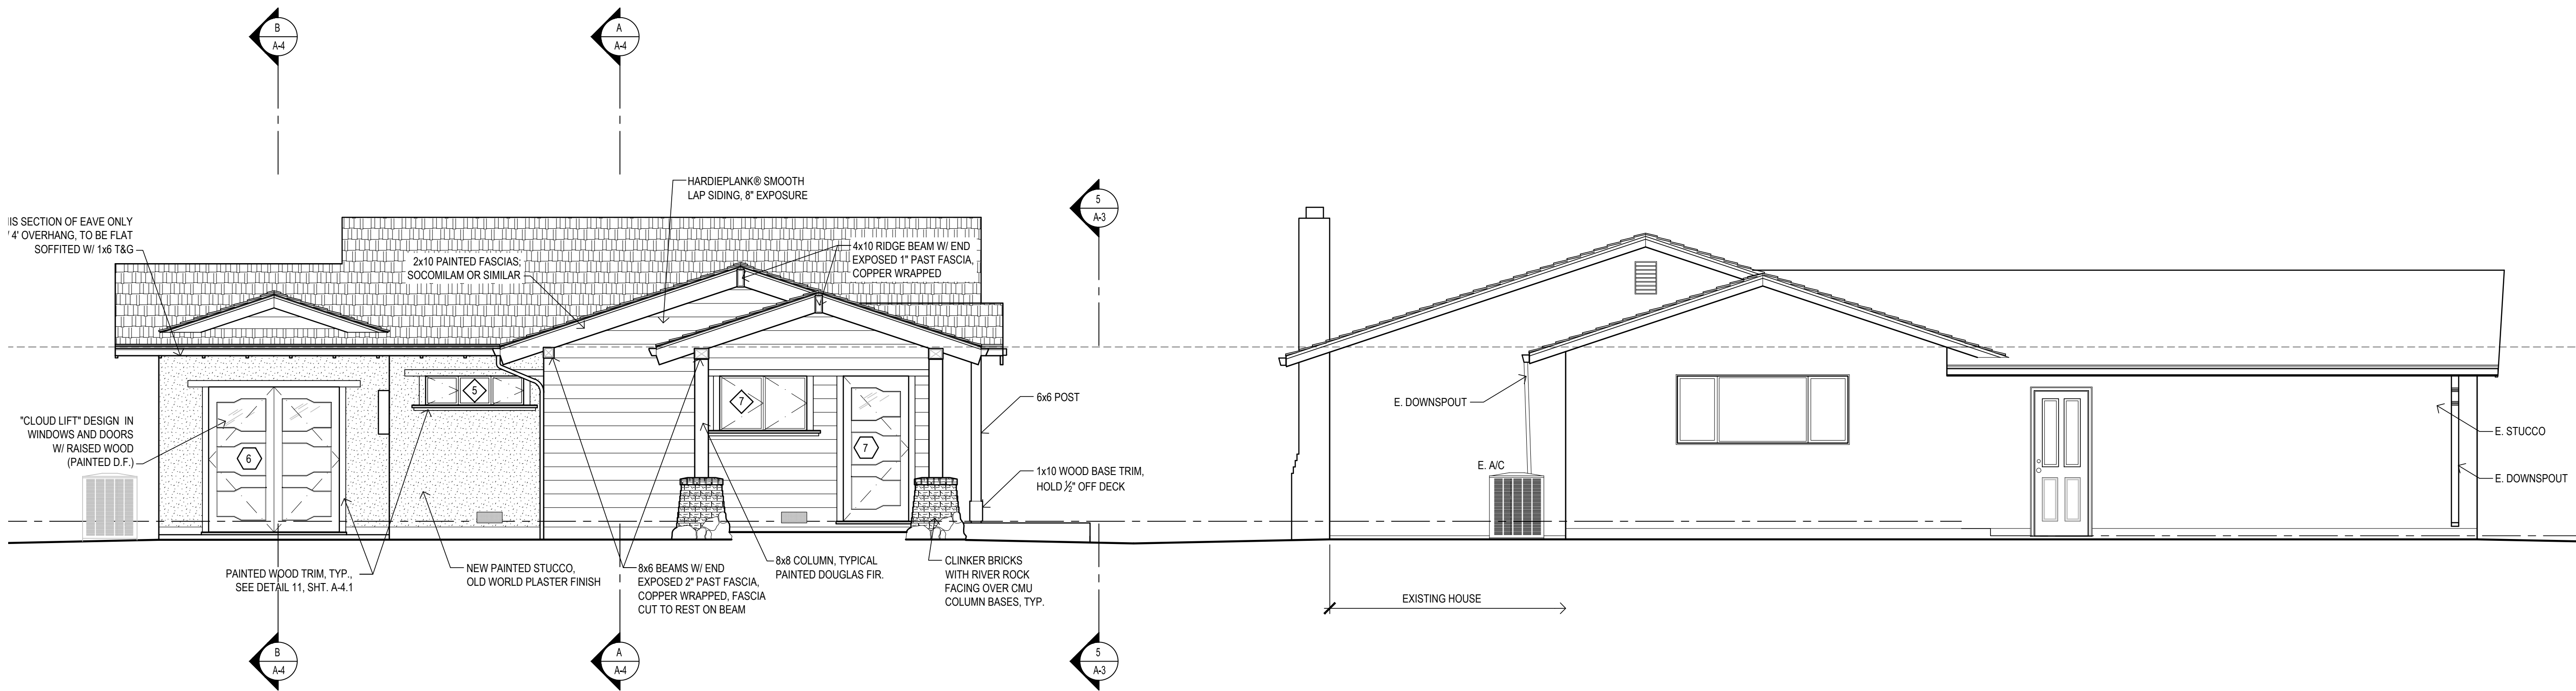 B
A-4
A
A-4
5
A-3
HARDIEPLANK® SMOOTH
LAP SIDING, 8" EXPOSURE
IS SECTION OF EAVE ONLY
' 4' OVERHANG, TO BE FLAT
SOFFITED W/ 1x6 T&G
2x10 PAINTED FASCIAS;
SOCOMILAM OR SIMILAR
4x10 RIDGE BEAM W/ END
EXPOSED 1" PAST FASCIA,
COPPER WRAPPED
"CLOUD LIFT" DESIGN IN
WINDOWS AND DOORS
W/ RAISED WOOD
(PAINTED D.F.)
5
6
7
7
6x6 POST
1x10 WOOD BASE TRIM,
HOLD ½" OFF DECK
PAINTED WOOD TRIM, TYP.,
SEE DETAIL 11, SHT. A-4.1
NEW PAINTED STUCCO,
OLD WORLD PLASTER FINISH
8x6 BEAMS W/ END
EXPOSED 2" PAST FASCIA,
COPPER WRAPPED, FASCIA
CUT TO REST ON BEAM
8x8 COLUMN, TYPICAL
PAINTED DOUGLAS FIR.
CLINKER BRICKS
WITH RIVER ROCK
FACING OVER CMU
COLUMN BASES, TYP.
E. DOWNSPOUT
E. A/C
E. STUCCO
E. DOWNSPOUT
EXISTING HOUSE
B
A-4
A
A-4
5
A-3